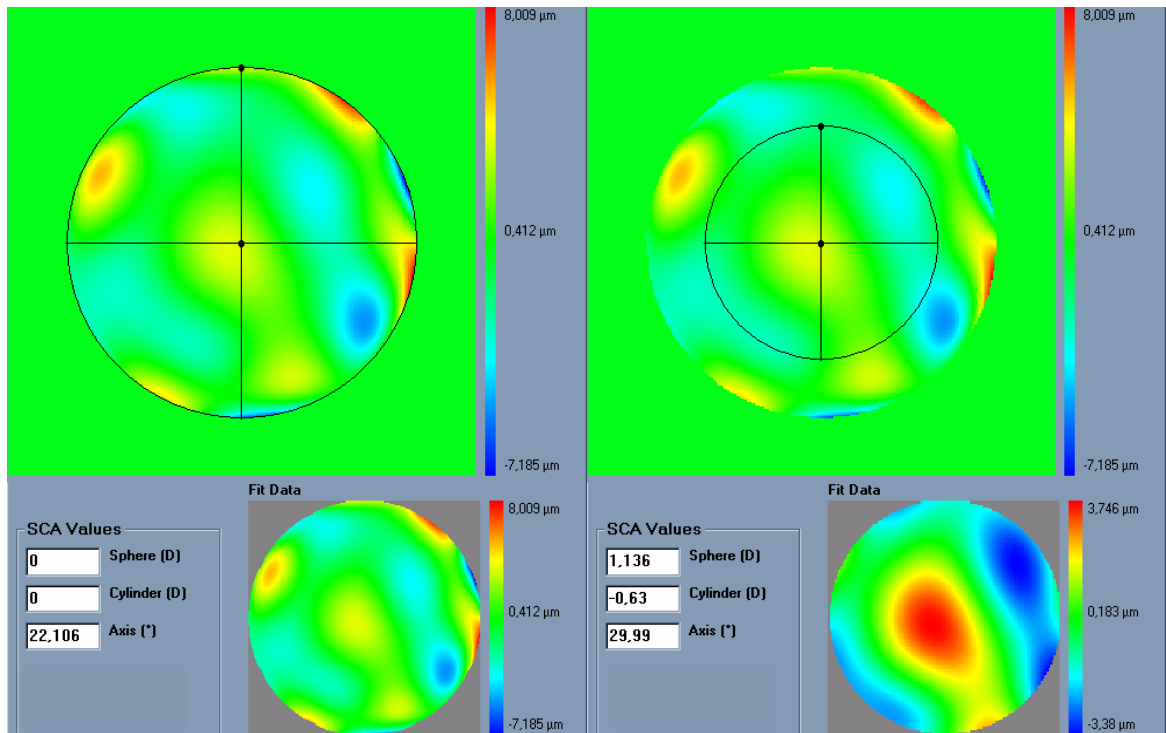 8,009 µm
0,412 µm
-7,185 µm
Fit Data
SCA Values
0 Sphere (D)
0 Cylinder (D)
22,106 Axis (°)
8,009 µm
0,412 µm
-7,185 µm
8,009 µm
0,412 µm
-7,185 µm
Fit Data
SCA Values
1,136 Sphere (D)
-0,63 Cylinder (D)
29,99 Axis (°)
3,746 µm
0,183 µm
-3,38 µm